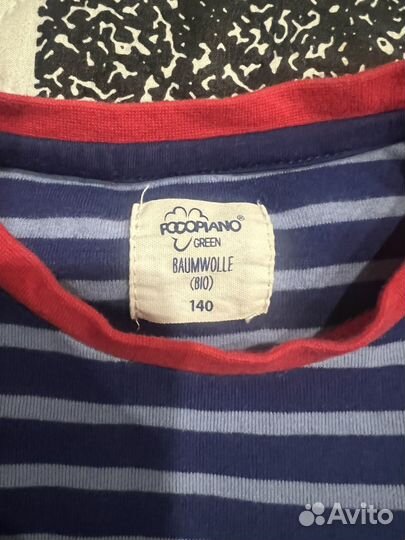 POCOPIANO®
GREEN
BAUMWOLLE
(BIO)
140
Avito